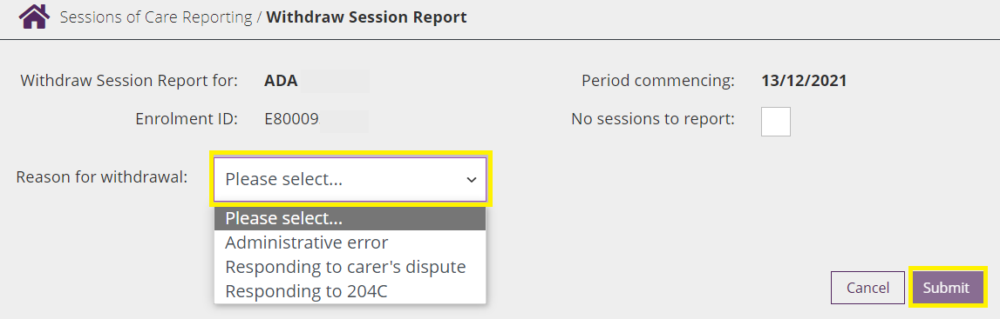 Sessions of Care Reporting / Withdraw Session Report
Withdraw Session Report for: ADA
Period commencing: 13/12/2021
Enrolment ID: E80009
No sessions to report:
Reason for withdrawal: Please select...
Please select...
Administrative error
Responding to carer's dispute
Responding to 204C
Cancel
Submit